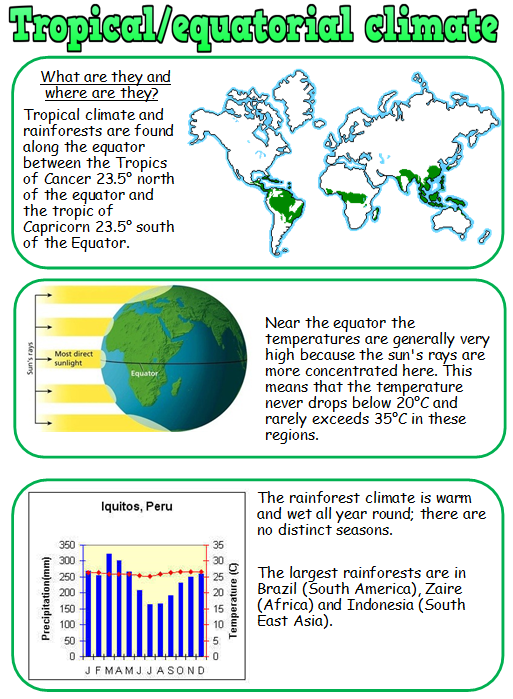 Tropical/equatorial climate
What are they and
where are they?
Tropical climate and
rainforests are found
along the equator
between the Tropics
of Cancer 23.5° north
of the equator and
the tropic of
Capricorn 23.5° south
of the Equator.
Sun's rays
Most direct
sunlight
Equator
Near the equator the
temperatures are generally very
high because the sun's rays are
more concentrated here. This
means that the temperature
never drops below 20°C and
rarely exceeds 35°C in these
regions.
Iquitos, Peru
Precipitation(mm)
350
300
250
200
150
100
50
0
35
30
25
20
15
10
5
0
Temperature (C)
J F M A M J J A S O N D
The rainforest climate is warm
and wet all year round; there are
no distinct seasons.
The largest rainforests are in
Brazil (South America), Zaire
(Africa) and Indonesia (South
East Asia).